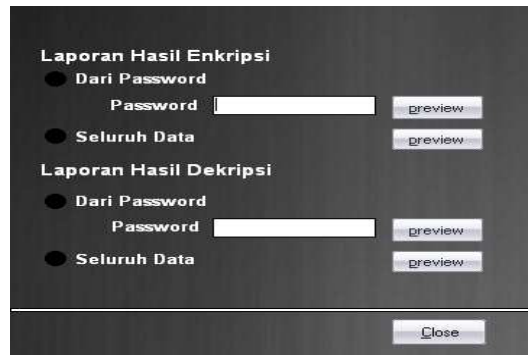 Laporan Hasil Enkripsi
Dari Password
Password preview
Seluruh Data preview
Laporan Hasil Dekripsi
Dari Password
Password preview
Seluruh Data preview
Close